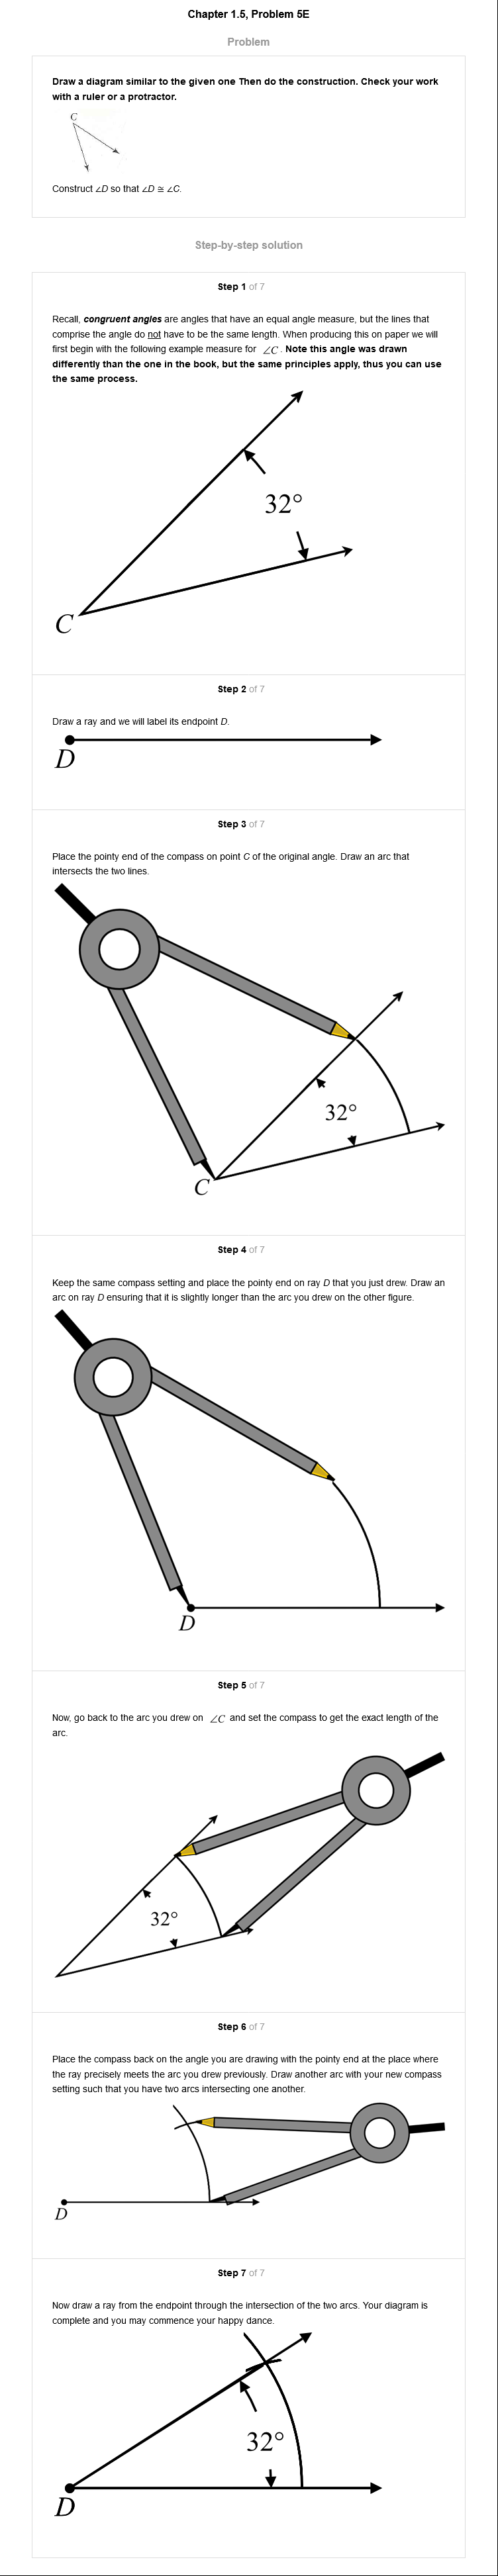 Chapter 1.5, Problem 5E
Problem
Draw a diagram similar to the given one Then do the construction. Check your work
with a ruler or a protractor.
C
Construct ∠D so that ∠D ≅ ∠C.
Step-by-step solution
Step 1 of 7
Recall, congruent angles are angles that have an equal angle measure, but the lines that
comprise the angle do not have to be the same length. When producing this on paper we will
first begin with the following example measure for ∠C. Note this angle was drawn
differently than the one in the book, but the same principles apply, thus you can use
the same process.
32°
C
Step 2 of 7
Draw a ray and we will label its endpoint D.
D
Step 3 of 7
Place the pointy end of the compass on point C of the original angle. Draw an arc that
intersects the two lines.
32°
C
Step 4 of 7
Keep the same compass setting and place the pointy end on ray D that you just drew. Draw an
arc on ray D ensuring that it is slightly longer than the arc you drew on the other figure.
D
Step 5 of 7
Now, go back to the arc you drew on ∠C and set the compass to get the exact length of the
arc.
32°
Step 6 of 7
Place the compass back on the angle you are drawing with the pointy end at the place where
the ray precisely meets the arc you drew previously. Draw another arc with your new compass
setting such that you have two arcs intersecting one another.
D
Step 7 of 7
Now draw a ray from the endpoint through the intersection of the two arcs. Your diagram is
complete and you may commence your happy dance.
32°
D